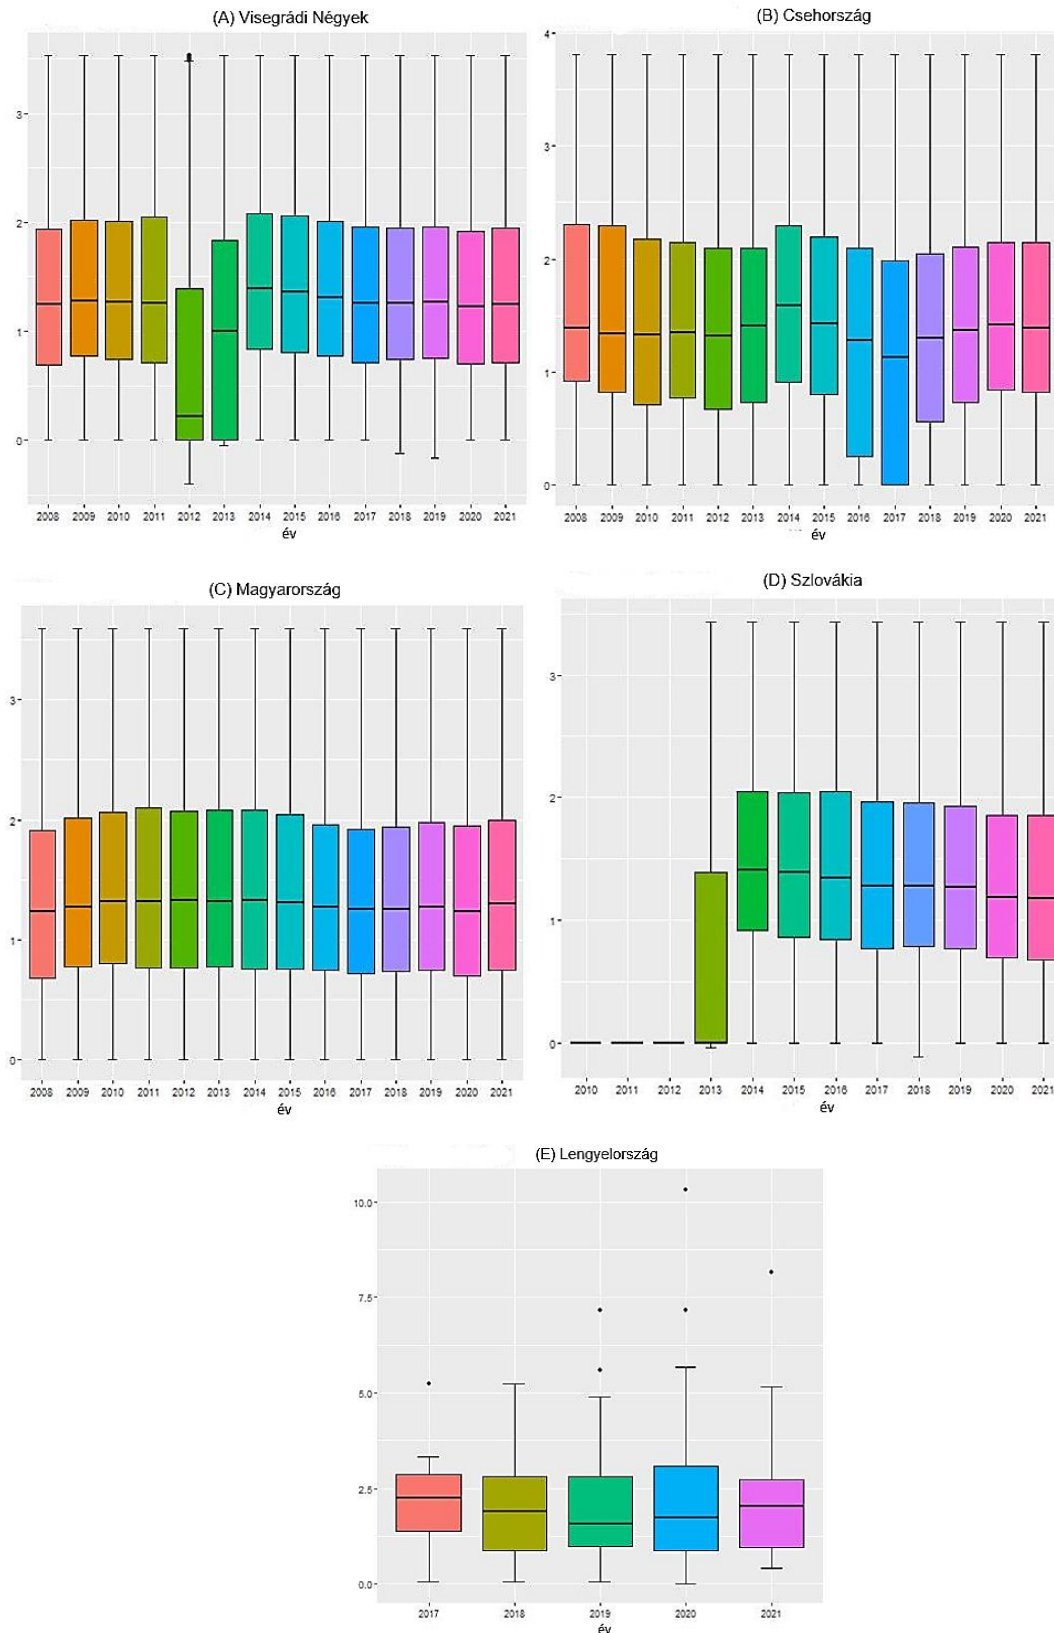 (A) Visegrádi Négyek
3
2
1
0
2008 2009 2010 2011 2012 2013 2014 2015 2016 2017 2018 2019 2020 2021
év
(B) Csehország
4
3
2
1
0
2008 2009 2010 2011 2012 2013 2014 2015 2016 2017 2018 2019 2020 2021
év
(C) Magyarország
3
2
1
0
2008 2009 2010 2011 2012 2013 2014 2015 2016 2017 2018 2019 2020 2021
év
(D) Szlovákia
3
2
1
0
2010 2011 2012 2013 2014 2015 2016 2017 2018 2019 2020 2021
év
(E) Lengyelország
10.0
7.5
5.0
2.5
0.0
2017 2018 2019 2020 2021
év